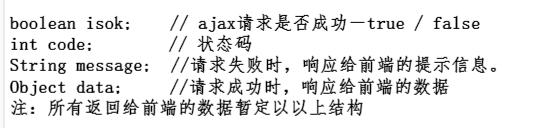 boolean isok;    // ajax请求是否成功—true / false
int code;        // 状态码
String message;  //请求失败时，响应给前端的提示信息。
Object data;     //请求成功时，响应给前端的数据
注：所有返回给前端的数据暂定以以上结构